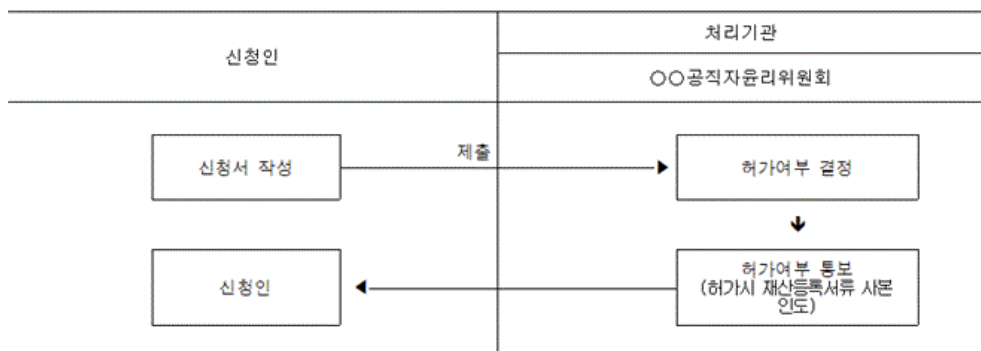 신청인
처리기관
○○공직자윤리위원회
신청서 작성
제출
허가여부 결정
신청인
허가여부 통보
(허가시 재산등록서류 사본
인도)